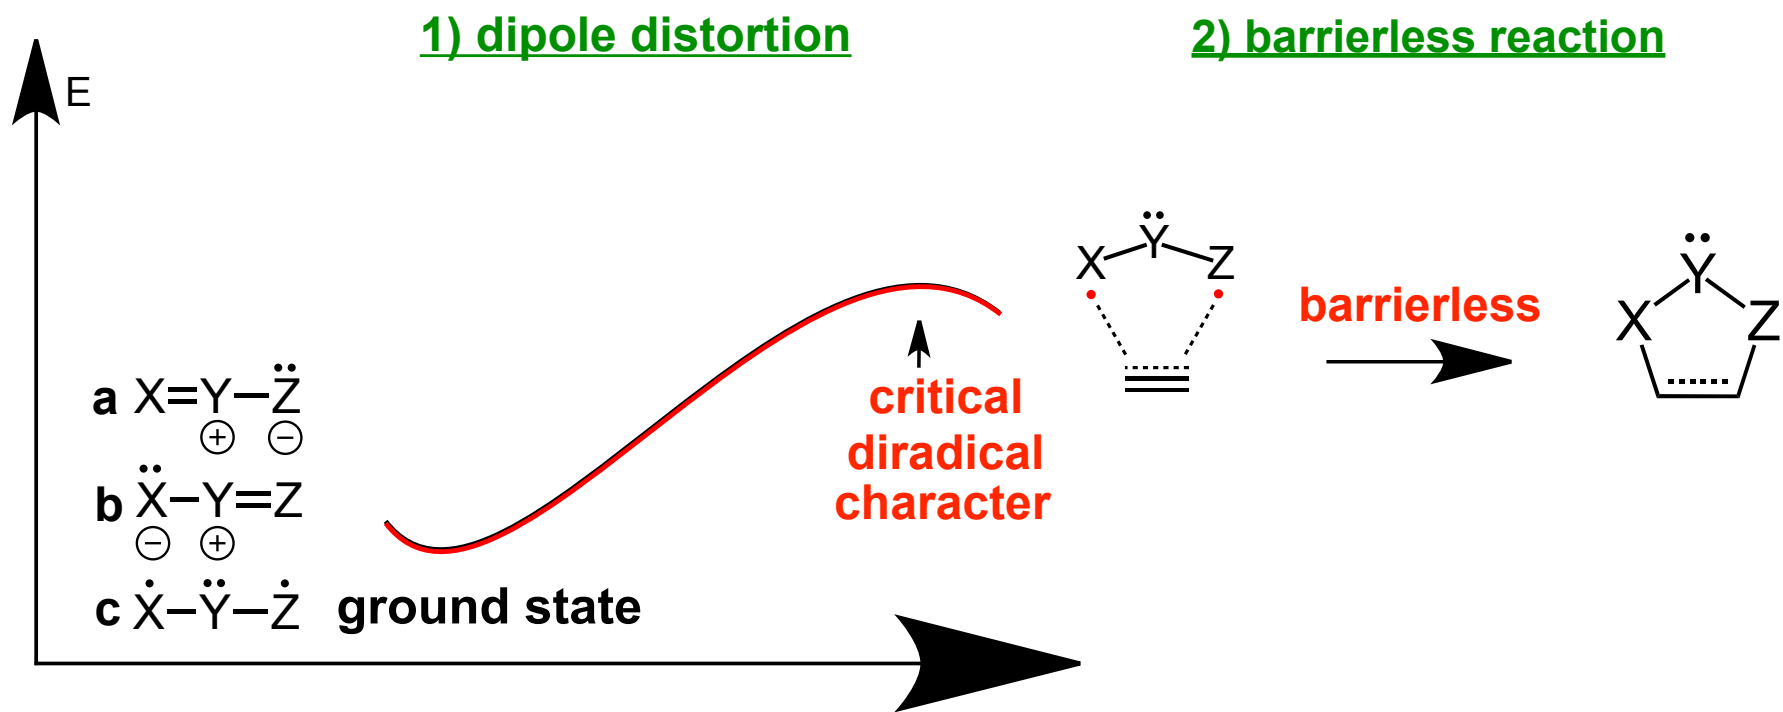 1) dipole distortion
2) barrierless reaction
E
a X=Y–Z
+ −
b X–Y=Z
− +
c X–Y–Z ground state
critical
diradical
character
X Y Z
barrierless
X Y Z